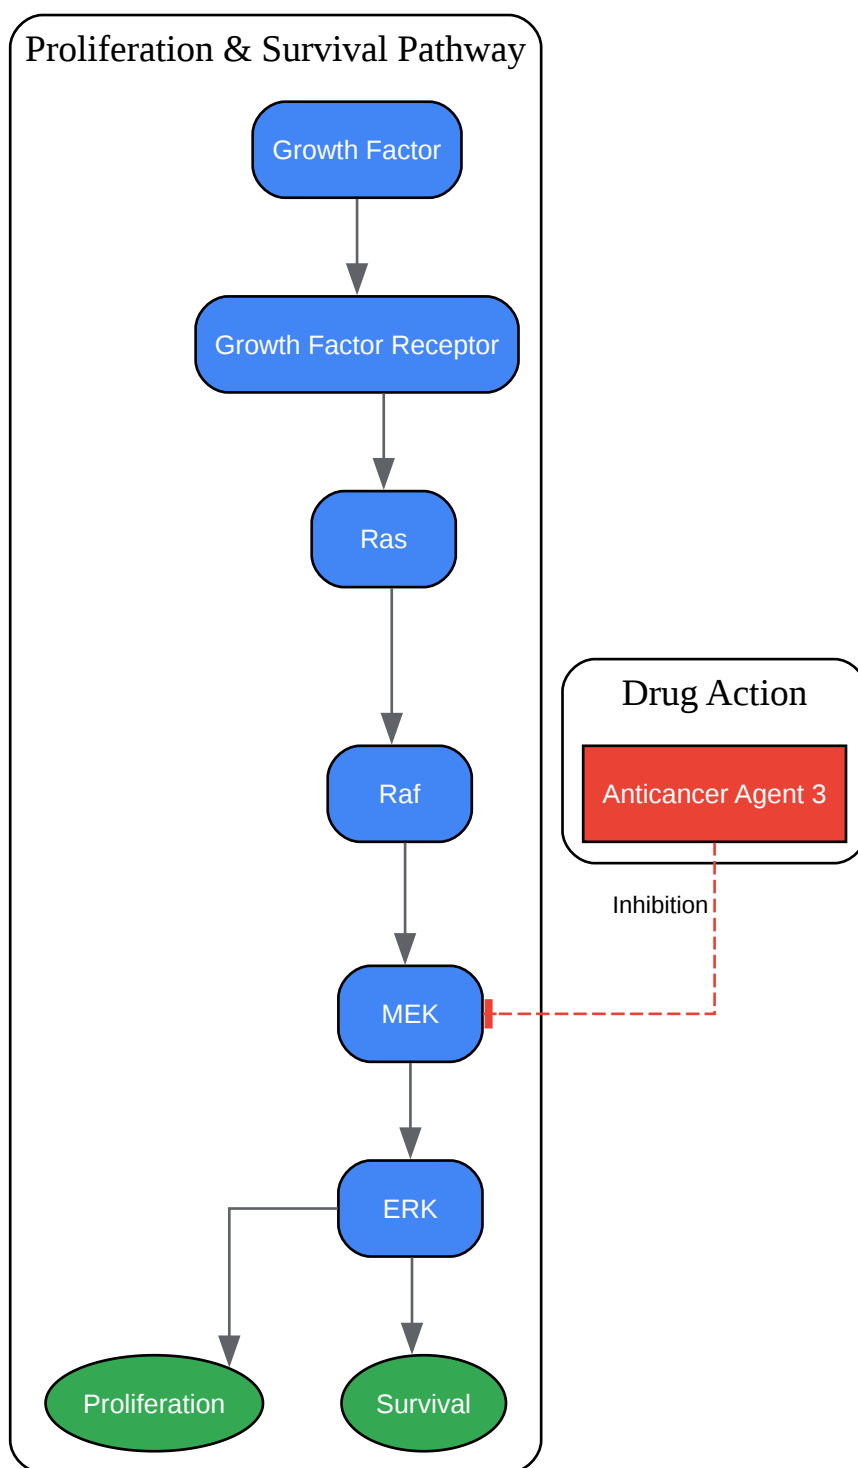 Proliferation & Survival Pathway
Growth Factor
Growth Factor Receptor
Ras
Drug Action
Raf
Anticancer Agent 3
Inhibition
MEK
ERK
Proliferation
Survival